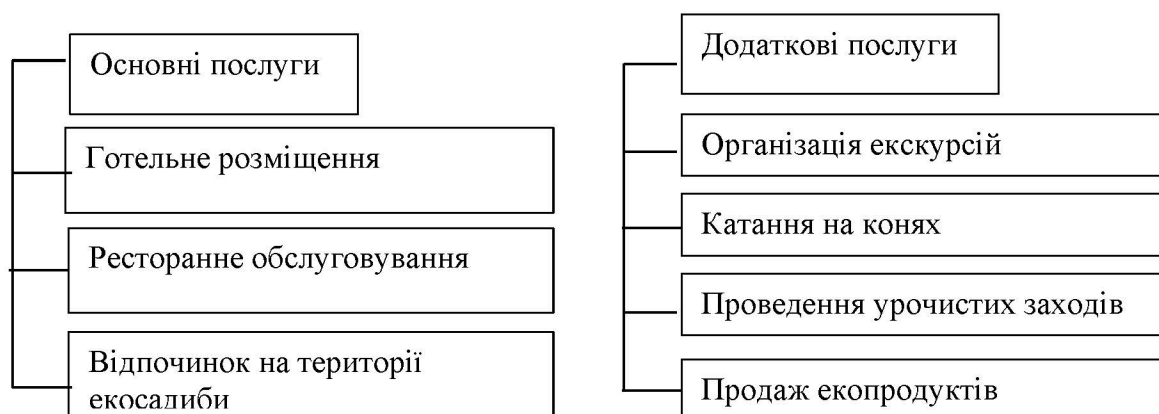 Основні послуги
Готельне розміщення
Ресторанне обслуговування
Відпочинок на території
екосадиби
Додаткові послуги
Організація екскурсій
Катання на конях
Проведення урочистих заходів
Продаж екопродуктів